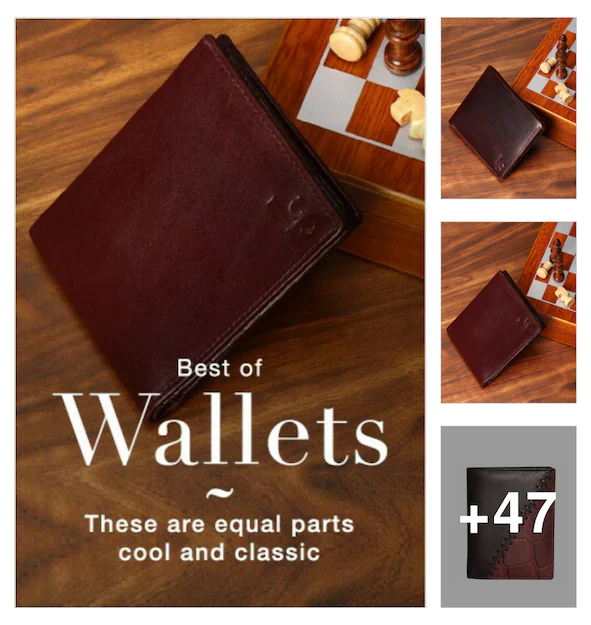 Best of
Wallets
~
These are equal parts
cool and classic
+47